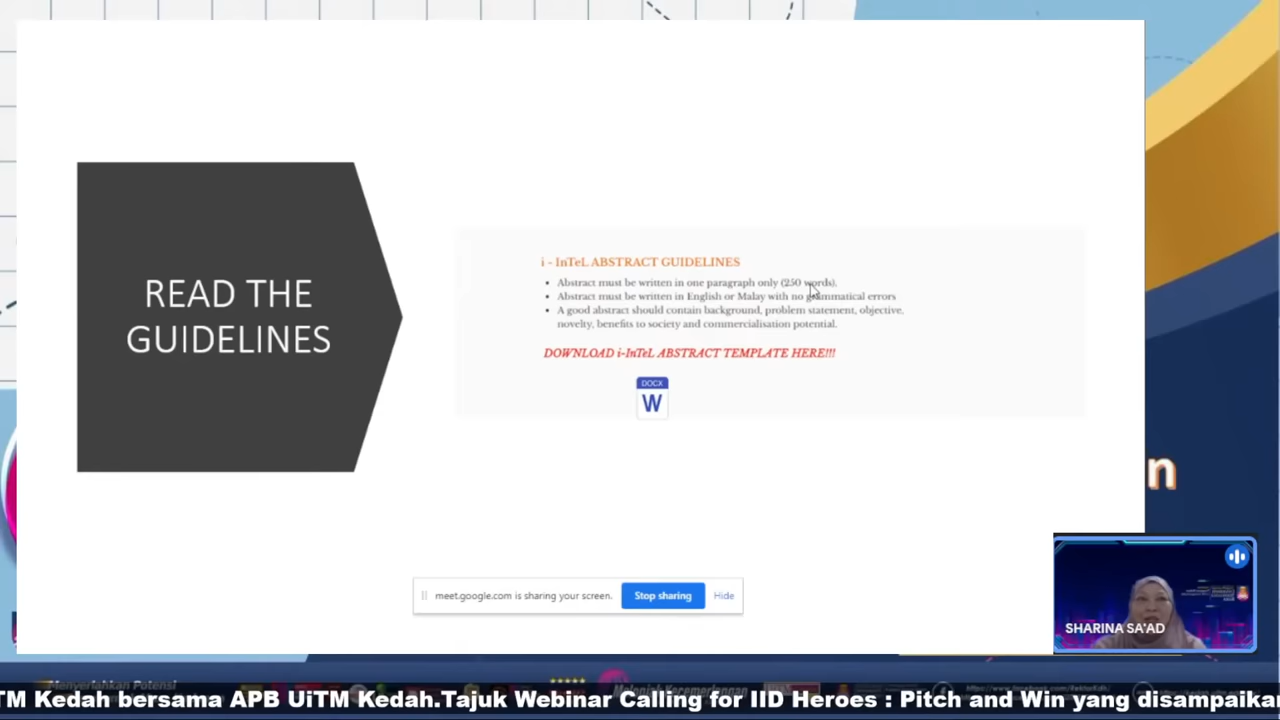 READ THE
GUIDELINES
i - InTeL ABSTRACT GUIDELINES
• Abstract must be written in one paragraph only (250 words).
• Abstract must be written in English or Malay with no grammatical errors
• A good abstract should contain background, problem statement, objective,
novelty, benefits to society and commercialisation potential.
DOWNLOAD i-InTeL ABSTRACT TEMPLATE HERE!!!
DOCX
W
n
meet.google.com is sharing your screen.
Stop sharing
Hide
SHARINA SA'AD
Menyerlahkan Potensi
TM Kedah bersama APB UiTM Kedah.Tajuk Webinar Calling for IID Heroes : Pitch and Win yang disampaika